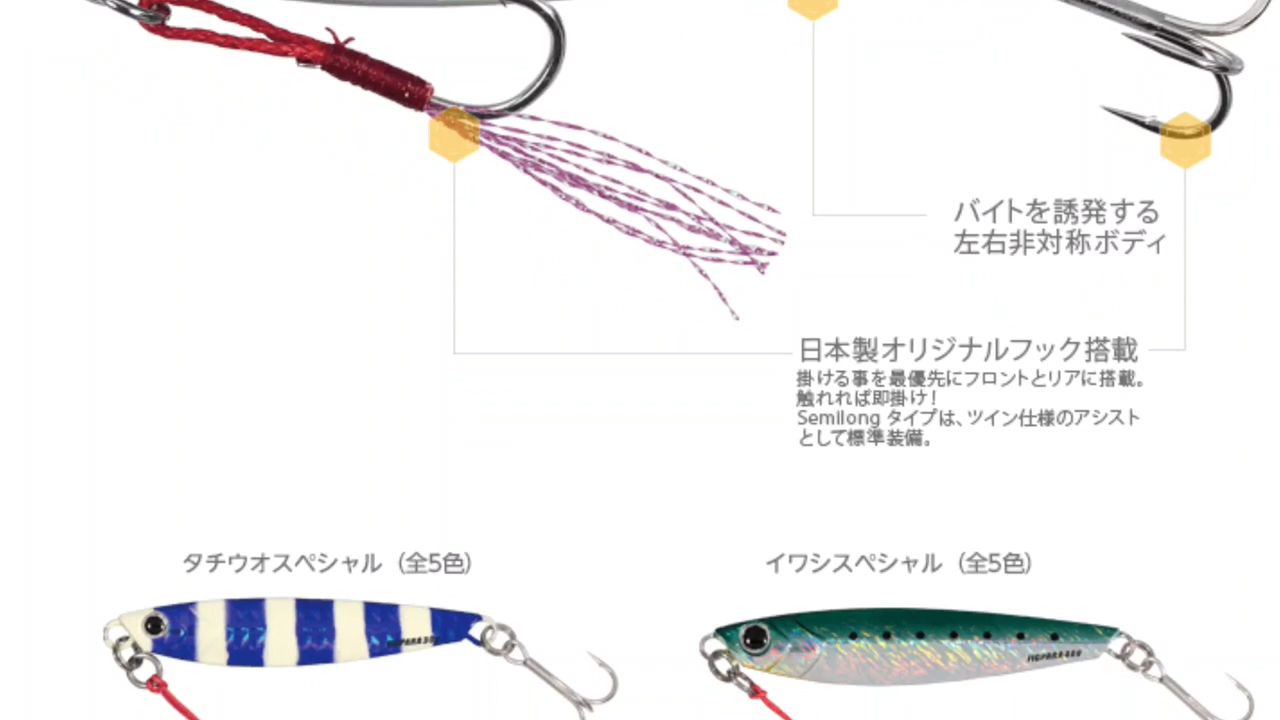 バイトを誘発する
左右非対称ボディ
日本製オリジナルフック搭載
掛ける事を最優先にフロントとリアに搭載。
触れれば即掛け！
Semilong タイプは、ツイン仕様のアシスト
として標準装備。
タチウオスペシャル（全5色）
イワシスペシャル（全5色）